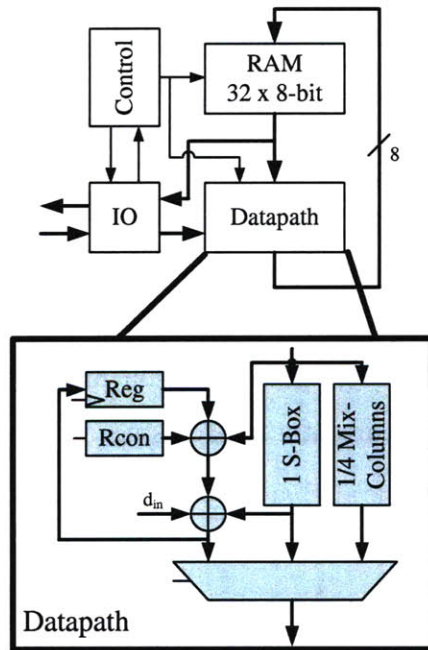 Control
RAM
32 x 8-bit
8
IO
Datapath
Reg
Rcon
1 S-Box
1/4 Mix-
Columns
din
Datapath